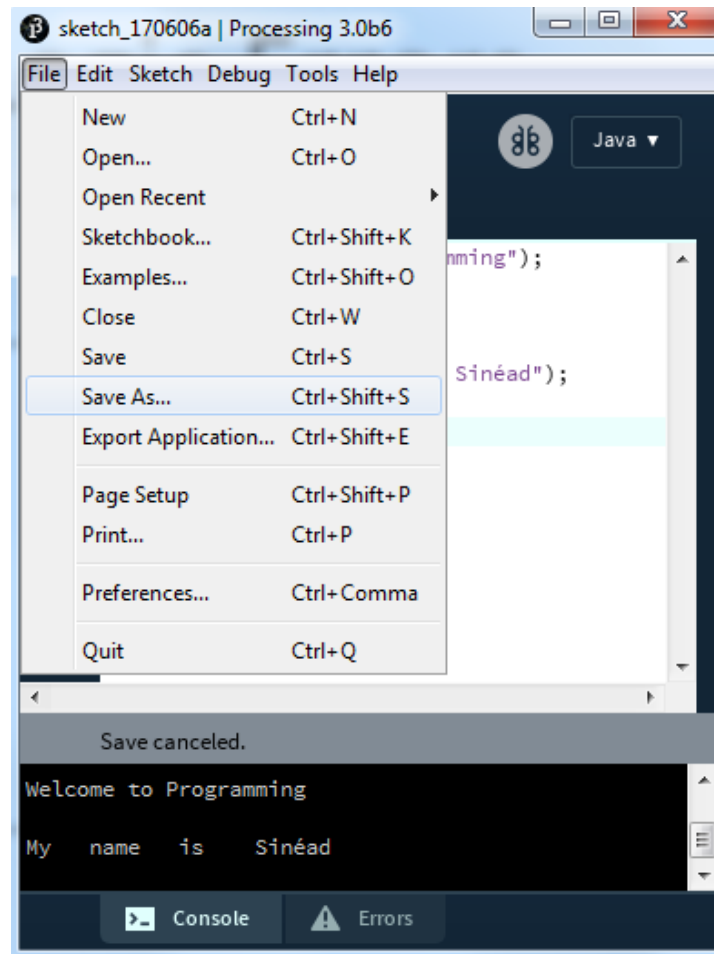 sketch_170606a | Processing 3.0b6
File Edit Sketch Debug Tools Help
New Ctrl+N
Open... Ctrl+O
Java ▼
Open Recent
Sketchbook... Ctrl+Shift+K
mming");
Examples... Ctrl+Shift+O
Close Ctrl+W
Save Ctrl+S
Sinéad");
Save As... Ctrl+Shift+S
Export Application... Ctrl+Shift+E
Page Setup Ctrl+Shift+P
Print... Ctrl+P
Preferences... Ctrl+Comma
Quit Ctrl+Q
Save canceled.
Welcome to Programming
My name is Sinéad
Console Errors